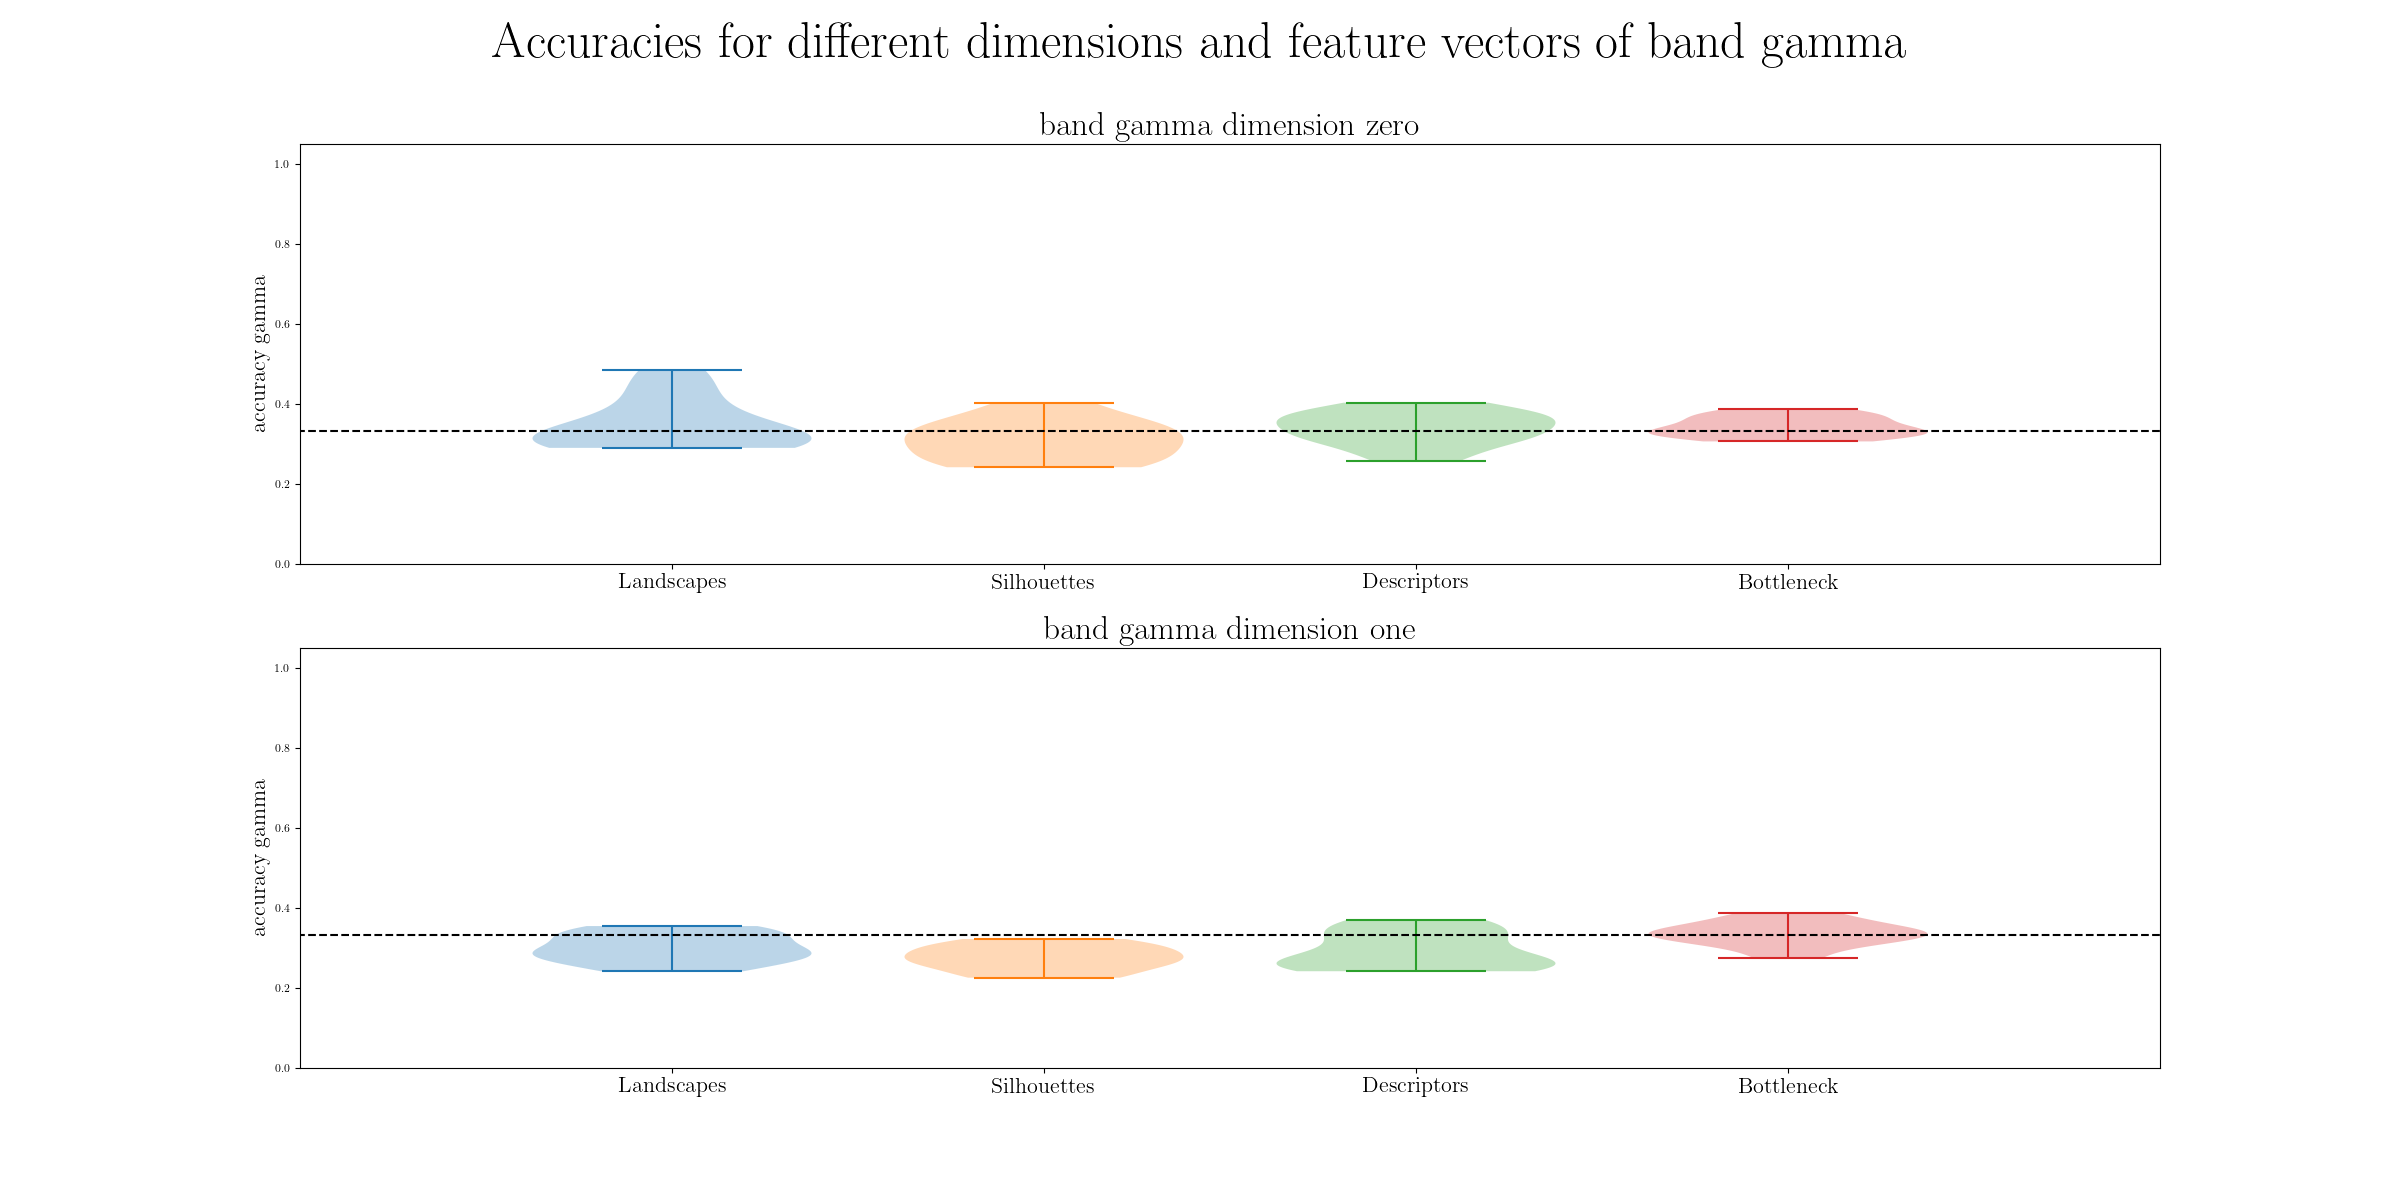 Accuracies for different dimensions and feature vectors of band gamma
band gamma dimension zero
1.0
0.8
0.6
0.4
0.2
0.0
accuracy gamma
Landscapes Silhouettes Descriptors Bottleneck
band gamma dimension one
1.0
0.8
0.6
0.4
0.2
0.0
accuracy gamma
Landscapes Silhouettes Descriptors Bottleneck